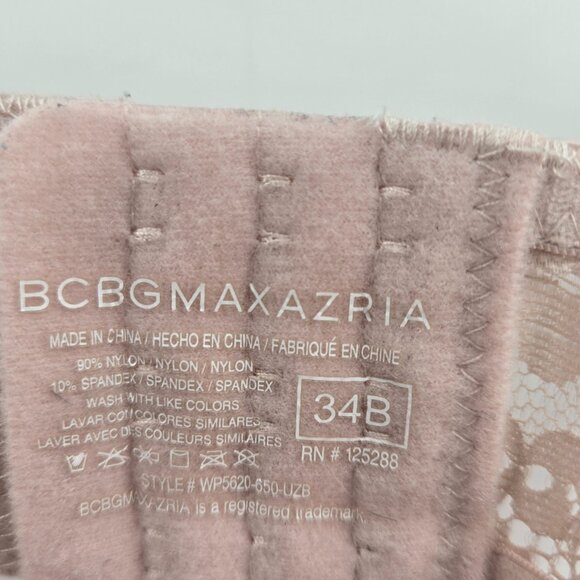 BCBGMAXAZRIA
MADE IN CHINA / HECHO EN CHINA / FABRIQUÉ EN CHINE
90% NYLON / NYLON / NYLON
10% SPANDEX / SPANDEX / SPANDEX
WASH WITH LIKE COLORS
LAVAR CON COLORES SIMILARES
LAVER AVEC DES COULEURS SIMILAIRES
34B
RN # 125288
STYLE # WP5620-650-UZB
BCBGMAXAZRIA is a registered trademark